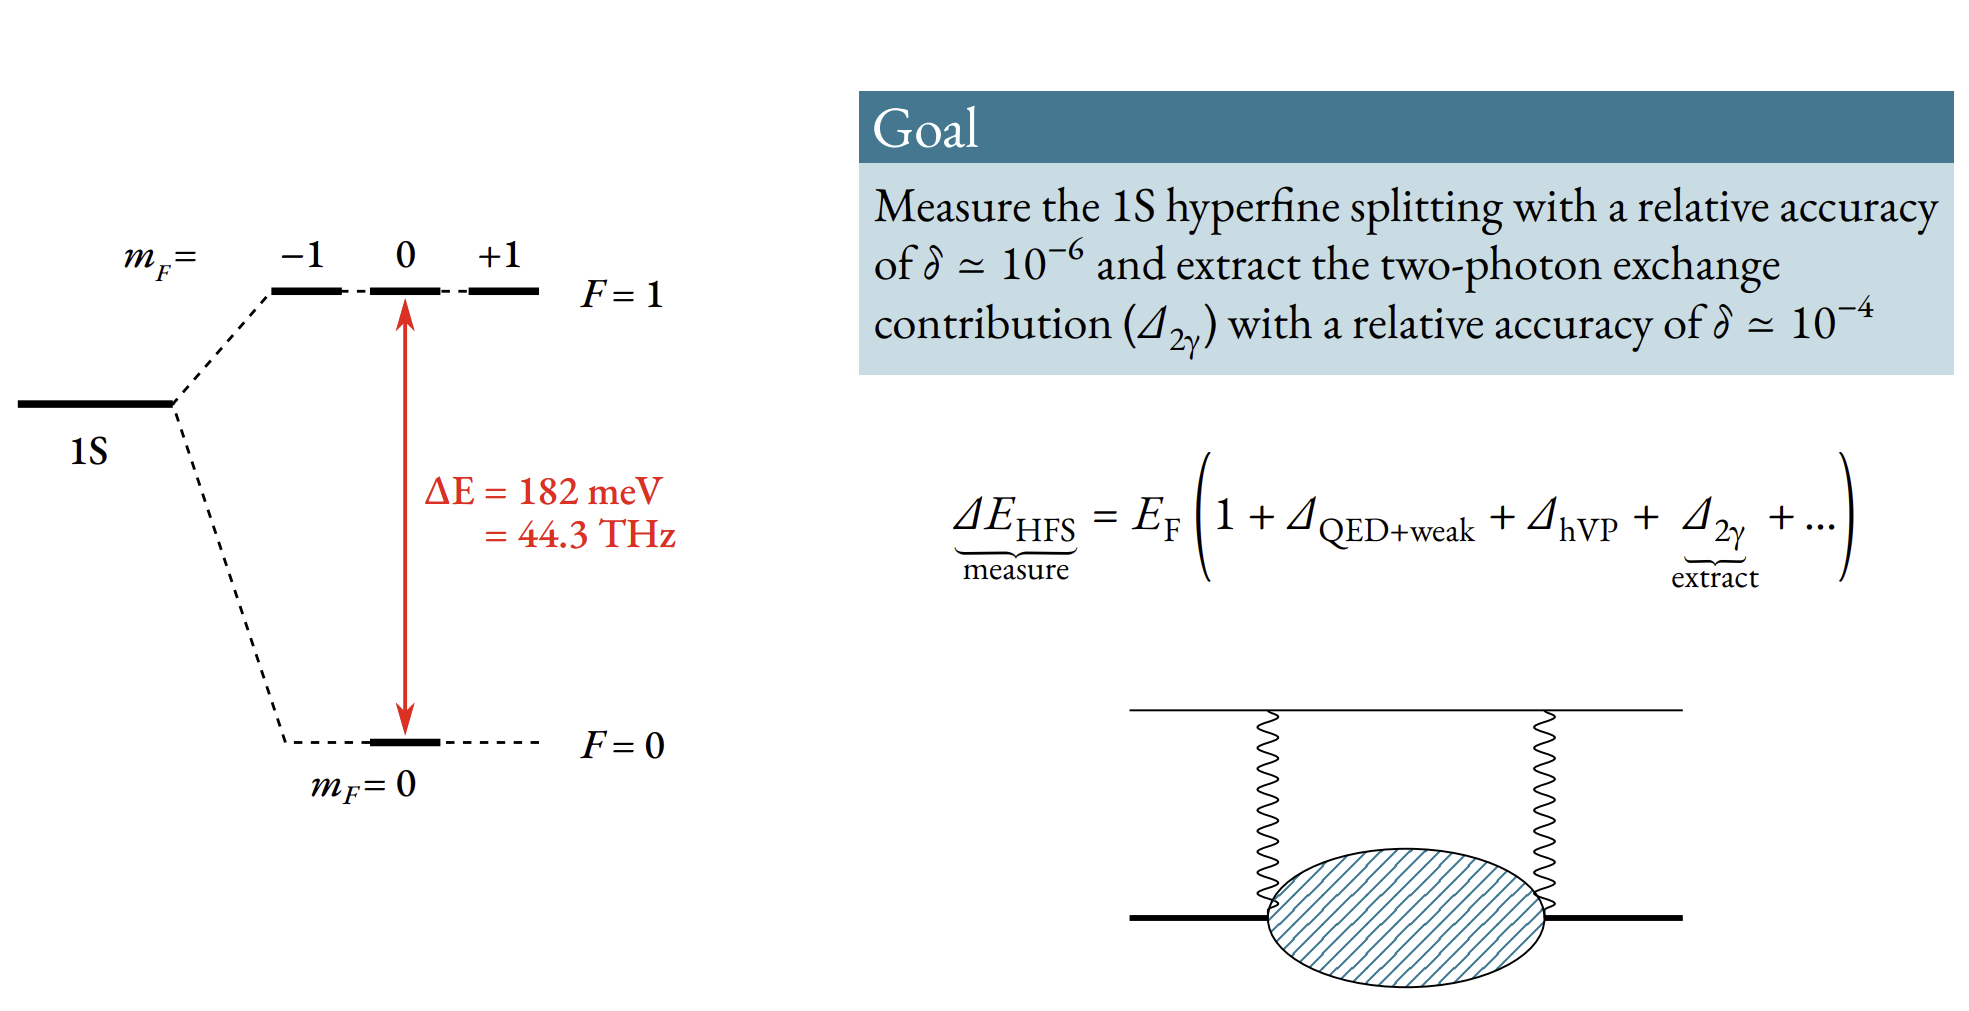 m_F = −1 0 +1
F = 1
1S
ΔE = 182 meV
= 44.3 THz
F = 0
m_F = 0
Goal
Measure the 1S hyperfine splitting with a relative accuracy
of δ ≃ 10⁻⁶ and extract the two-photon exchange
contribution (Δ_2γ) with a relative accuracy of δ ≃ 10⁻⁴
ΔE_HFS = E_F (1 + Δ_QED+weak + Δ_hVP + Δ_2γ + ...)
measure
extract